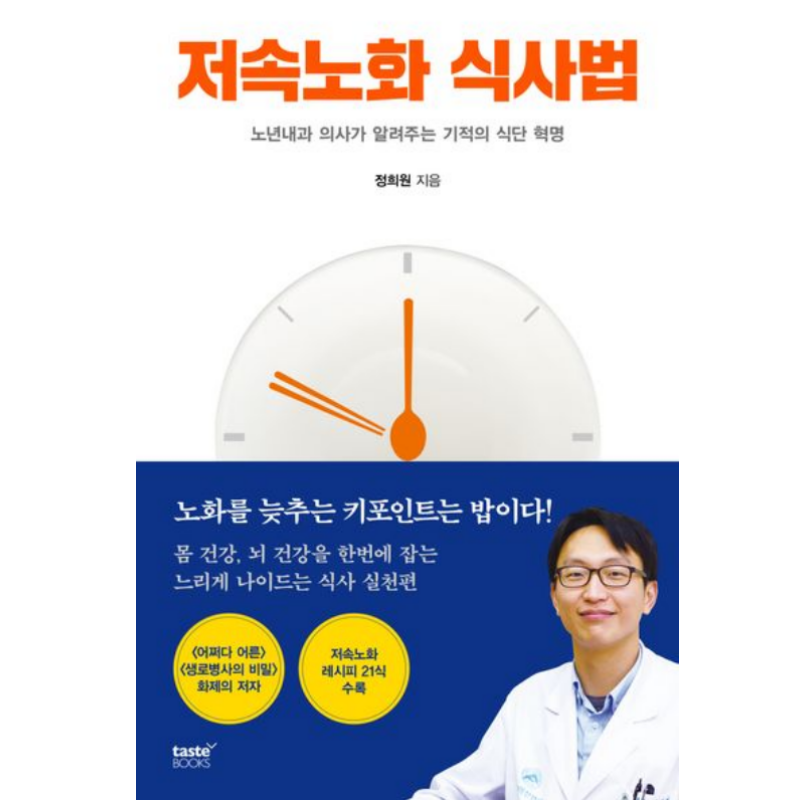 저속노화 식사법
노년내과 의사가 알려주는 기적의 식단 혁명
정희원 지음
노화를 늦추는 키포인트는 밥이다!
몸 건강, 뇌 건강을 한번에 잡는
느리게 나이드는 식사 실천편
〈어쩌다 어른〉
〈생로병사의 비밀〉
화제의 저자
저속노화
레시피 21식
수록
taste
BOOKS